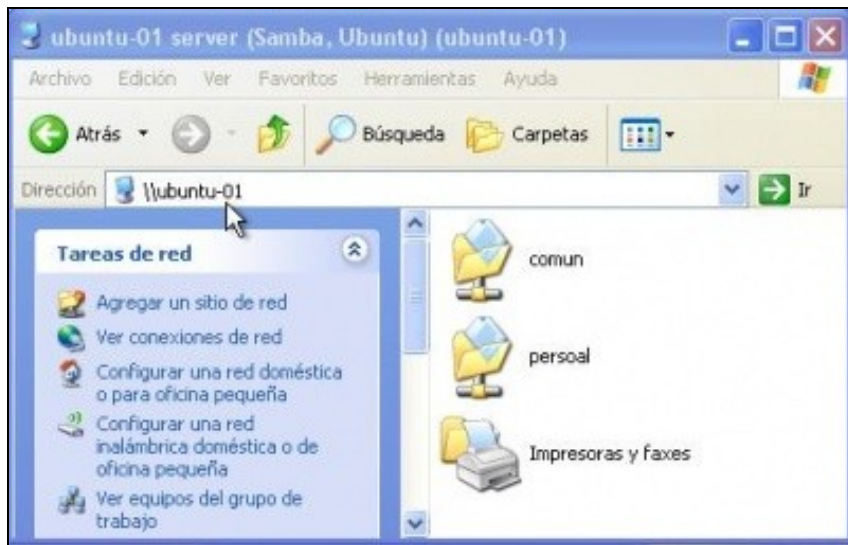 ubuntu-01 server (Samba, Ubuntu) (ubuntu-01)
Archivo Edición Ver Favoritos Herramientas Ayuda
Atrás Búsqueda Carpetas
Dirección \\ubuntu-01 Ir
Tareas de red
Agregar un sitio de red
Ver conexiones de red
Configurar una red doméstica
o para oficina pequeña
Configurar una red
inalámbrica doméstica o de
oficina pequeña
Ver equipos del grupo de
trabajo
comun
persoal
Impresoras y faxes